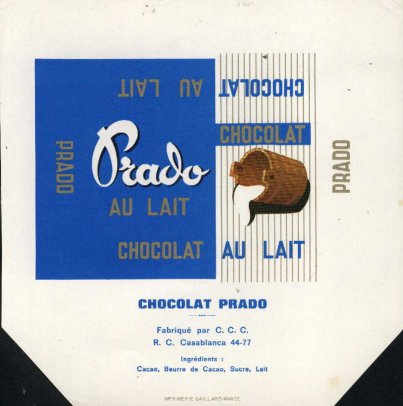 CHOCOLAT AU LAIT
CHOCOLAT
Prado
AU LAIT
CHOCOLAT AU LAIT
PRADO
PRADO
CHOCOLAT PRADO
Fabriqué par C. C. C.
R. C. Casablanca 44-77
Ingrédients :
Cacao, Beurre de Cacao, Sucre, Lait
IMPRIMERIE GAILLARD-MAROC